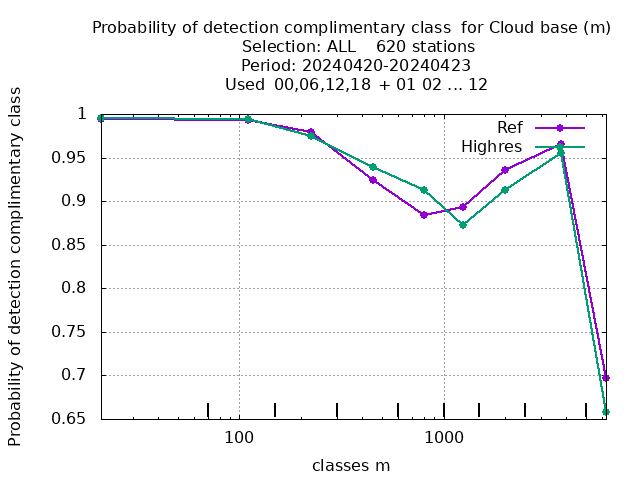 Probability of detection complimentary class  for Cloud base (m)
Selection: ALL    620 stations
Period: 20240420-20240423
Used  00,06,12,18 + 01 02 ... 12
Probability of detection complimentary class
1
0.95
0.9
0.85
0.8
0.75
0.7
0.65
Ref
Highres
100
1000
classes m